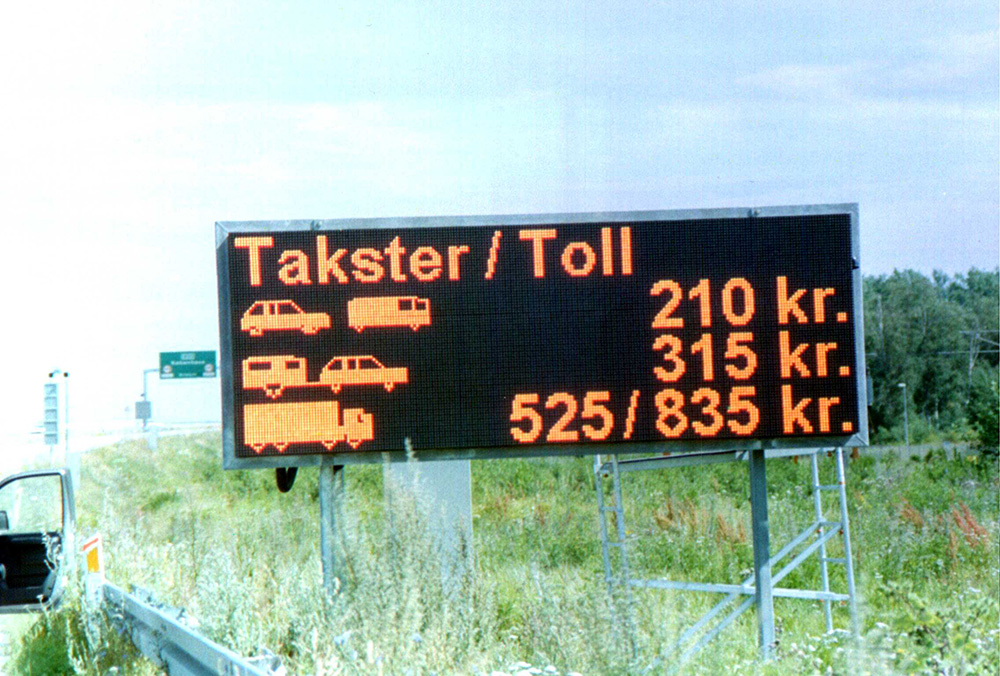 Takster / Toll
210 kr.
315 kr.
525 / 835 kr.